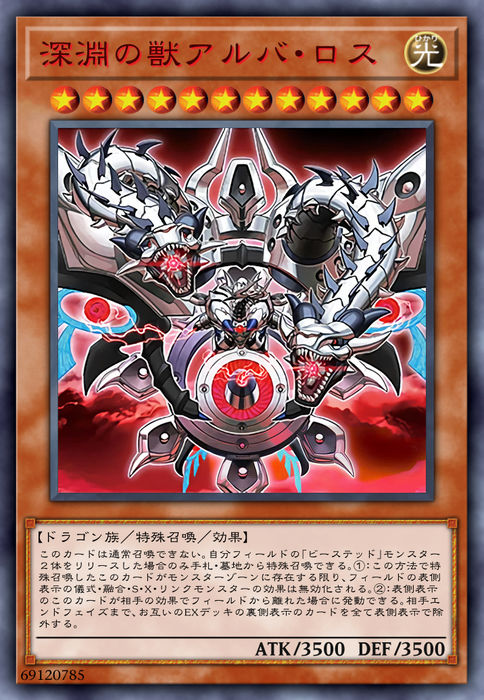 深淵の獣アルバ・ロス
ひかり
光
【ドラゴン族／特殊召喚／効果】
このカードは通常召喚できない。自分フィールドの「ビーステッド」モンスター
２体をリリースした場合のみ手札・墓地から特殊召喚できる。①：この方法で特
殊召喚したこのカードがモンスターゾーンに存在する限り、フィールドの表側
表示の儀式・融合・S・X・リンクモンスターの効果は無効化される。②：表側表示
のこのカードが相手の効果でフィールドから離れた場合に発動できる。相手エ
ンドフェイズまで、お互いのEXデッキの裏側表示のカードを全て表側表示で除
外する。
ATK/3500 DEF/3500
69120785